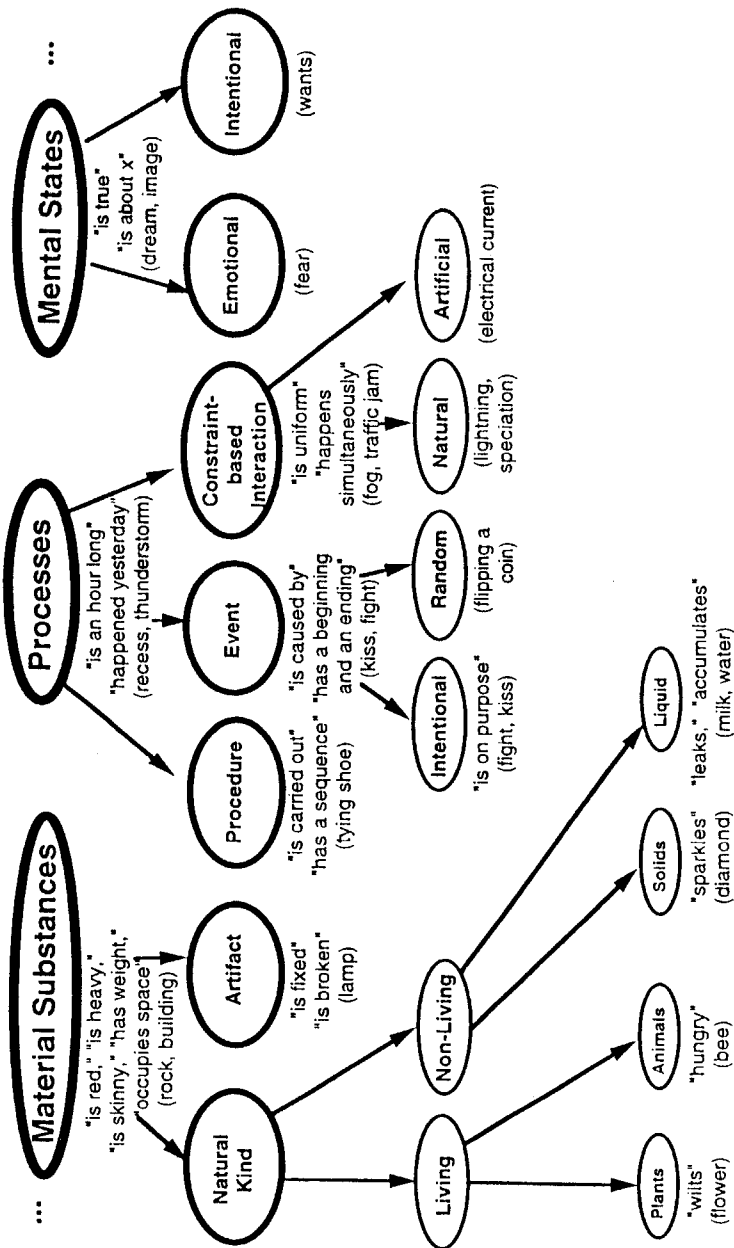 ...
Material Substances
"is red," "is heavy,"
"is skinny," "has weight,"
"occupies space"
(rock, building)
Natural
Kind
Artifact
"is fixed"
"is broken"
(lamp)
Living
Non-Living
Plants
"wilts"
(flower)
Animals
"hungry"
(bee)
Solids
"sparkles"
(diamond)
Liquid
"leaks," "accumulates"
(milk, water)
Processes
"is an hour long"
"happened yesterday"
(recess, thunderstorm)
Procedure
"is carried out"
"has a sequence"
(tying shoe)
Event
"is caused by"
"has a beginning
and an ending"
(kiss, fight)
Constraint-
based
Interaction
"is uniform"
"happens
simultaneously"
(fog, traffic jam)
Intentional
"is on purpose"
(fight, kiss)
Random
(flipping a
coin)
Natural
(lightning,
speciation)
Artificial
(electrical current)
Mental States
...
"is true"
"is about x"
(dream, image)
Emotional
(fear)
Intentional
(wants)